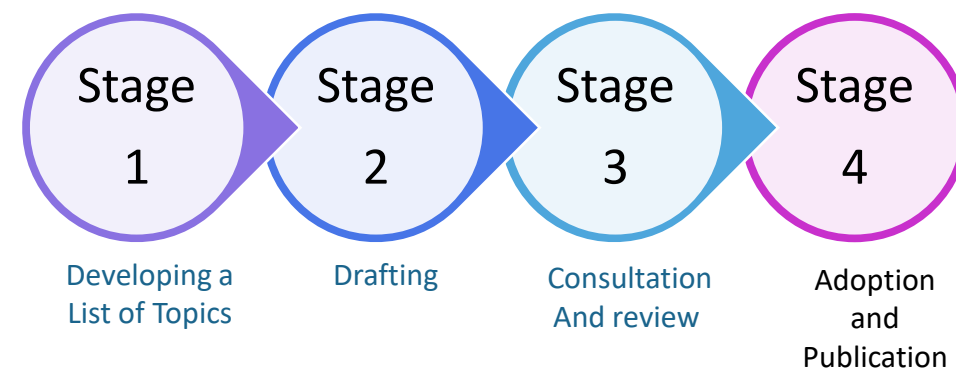 Stage
1
Stage
2
Stage
3
Stage
4
Developing a
List of Topics
Drafting
Consultation
And review
Adoption
and
Publication